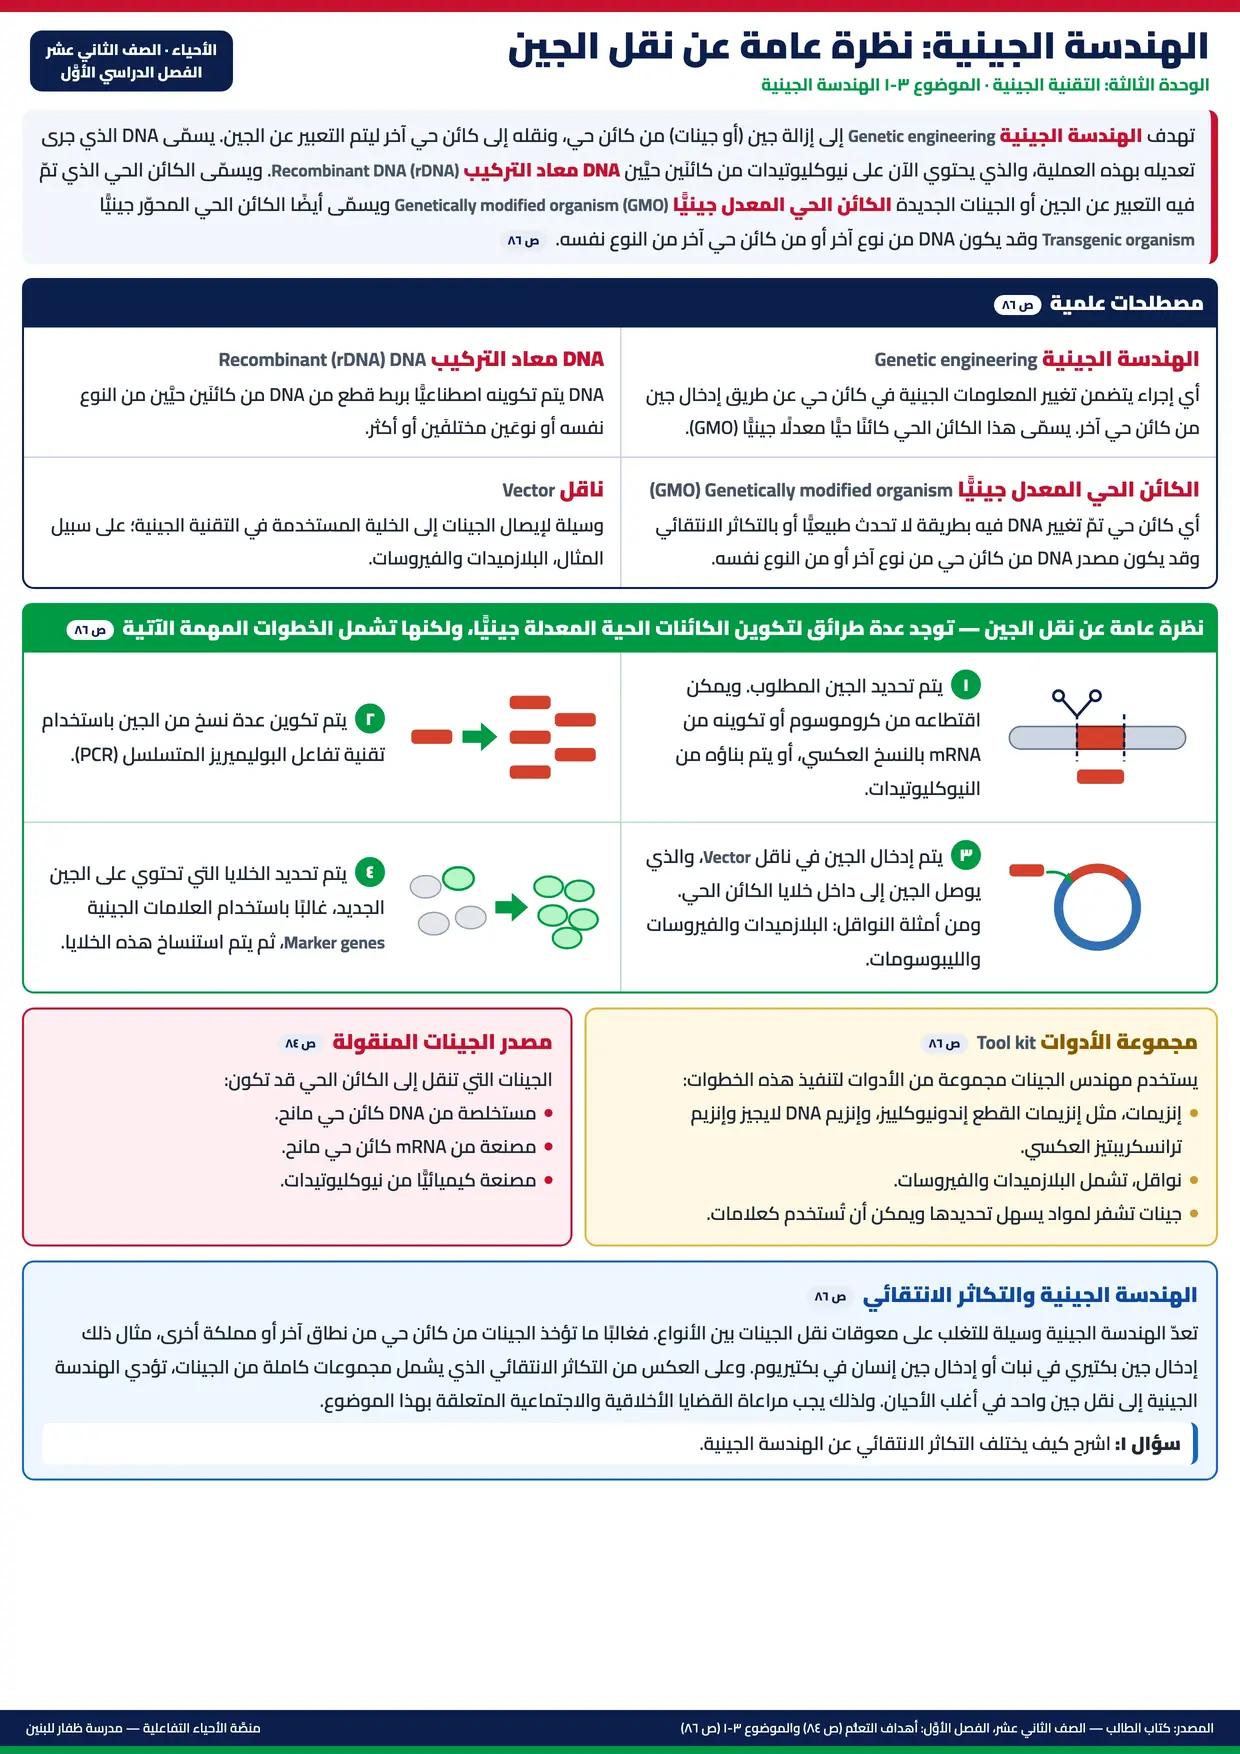 الهندسة الجينية: نظرة عامة عن نقل الجين
الوحدة الثالثة: التقنية الجينية · الموضوع ٣-١ الهندسة الجينية
الأحياء · الصف الثاني عشر
الفصل الدراسي الأوَّل
تهدف الهندسة الجينية Genetic engineering إلى إزالة جين (أو جينات) من كائن حي، ونقله إلى كائن حي آخر ليتم التعبير عن الجين. يسمّى DNA الذي جرى
تعديله بهذه العملية، والذي يحتوي الآن على نيوكليوتيدات من كائنَين حيَّين DNA معاد التركيب Recombinant DNA (rDNA). ويسمّى الكائن الحي الذي تمّ
فيه التعبير عن الجين أو الجينات الجديدة الكائن الحي المعدل جينيًّا Genetically modified organism (GMO) ويسمّى أيضًا الكائن الحي المحوّر جينيًّا
Transgenic organism وقد يكون DNA من نوع آخر أو من كائن حي آخر من النوع نفسه. ص ٨٦
مصطلحات علمية ص ٨٦
الهندسة الجينية Genetic engineering
أي إجراء يتضمن تغيير المعلومات الجينية في كائن حي عن طريق إدخال جين
من كائن حي آخر. يسمّى هذا الكائن الحي كائنًا حيًّا معدلًا جينيًّا (GMO).
DNA معاد التركيب Recombinant (rDNA) DNA
DNA يتم تكوينه اصطناعيًّا بربط قطع من DNA من كائنَين حيَّين من النوع
نفسه أو نوعَين مختلفَين أو أكثر.
الكائن الحي المعدل جينيًّا Genetically modified organism (GMO)
أي كائن حي تمّ تغيير DNA فيه بطريقة لا تحدث طبيعيًّا أو بالتكاثر الانتقائي
وقد يكون مصدر DNA من كائن حي من نوع آخر أو من النوع نفسه.
ناقل Vector
وسيلة لإيصال الجينات إلى الخلية المستخدمة في التقنية الجينية؛ على سبيل
المثال، البلازميدات والفيروسات.
نظرة عامة عن نقل الجين — توجد عدة طرائق لتكوين الكائنات الحية المعدلة جينيًّا، ولكنها تشمل الخطوات المهمة الآتية ص ٨٦
١ يتم تحديد الجين المطلوب. ويمكن
اقتطاعه من كروموسوم أو تكوينه من
mRNA بالنسخ العكسي، أو يتم بناؤه من
النيوكليوتيدات.
٢ يتم تكوين عدة نسخ من الجين باستخدام
تقنية تفاعل البوليميريز المتسلسل (PCR).
٣ يتم إدخال الجين في ناقل Vector، والذي
يوصل الجين إلى داخل خلايا الكائن الحي.
ومن أمثلة النواقل: البلازميدات والفيروسات
والليبوسومات.
٤ يتم تحديد الخلايا التي تحتوي على الجين
الجديد، غالبًا باستخدام العلامات الجينية
Marker genes، ثم يتم استنساخ هذه الخلايا.
مجموعة الأدوات Tool kit ص ٨٦
يستخدم مهندس الجينات مجموعة من الأدوات لتنفيذ هذه الخطوات:
• إنزيمات، مثل إنزيمات القطع إندونيوكلييز، وإنزيم DNA لايجيز وإنزيم
ترانسكريبتيز العكسي.
• نواقل، تشمل البلازميدات والفيروسات.
• جينات تشفر لمواد يسهل تحديدها ويمكن أن تُستخدم كعلامات.
مصدر الجينات المنقولة ص ٨٤
الجينات التي تنقل إلى الكائن الحي قد تكون:
• مستخلصة من DNA كائن حي مانح.
• مصنعة من mRNA كائن حي مانح.
• مصنعة كيميائيًّا من نيوكليوتيدات.
الهندسة الجينية والتكاثر الانتقائي ص ٨٦
تعدّ الهندسة الجينية وسيلة للتغلب على معوقات نقل الجينات بين الأنواع. فغالبًا ما تؤخذ الجينات من كائن حي من نطاق آخر أو مملكة أخرى، مثال ذلك
إدخال جين بكتيري في نبات أو إدخال جين إنسان في بكتيريوم. وعلى العكس من التكاثر الانتقائي الذي يشمل مجموعات كاملة من الجينات، تؤدي الهندسة
الجينية إلى نقل جين واحد في أغلب الأحيان. ولذلك يجب مراعاة القضايا الأخلاقية والاجتماعية المتعلقة بهذا الموضوع.
سؤال ١: اشرح كيف يختلف التكاثر الانتقائي عن الهندسة الجينية.
المصدر: كتاب الطالب — الصف الثاني عشر، الفصل الأوَّل: أهداف التعلّم (ص ٨٤) والموضوع ٣-١ (ص ٨٦)
منصَّة الأحياء التفاعلية — مدرسة ظفار للبنين